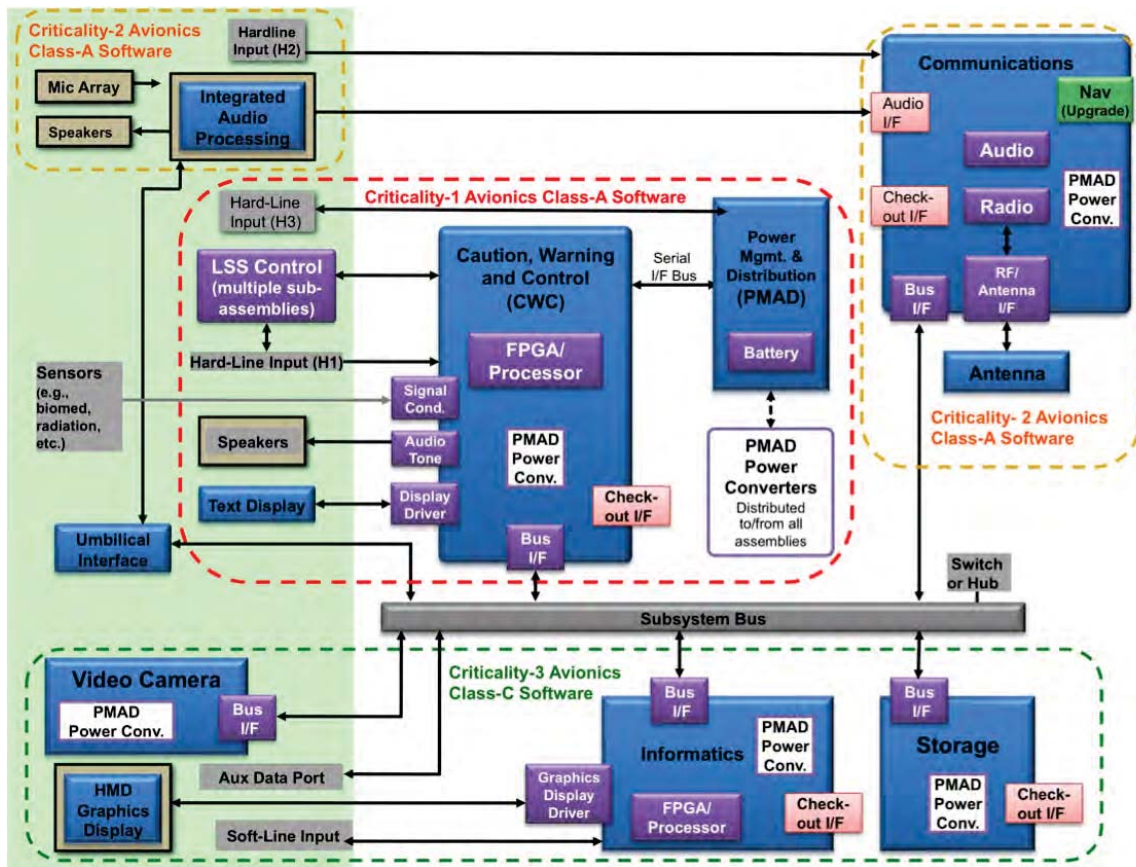 Criticality-2 Avionics
Class-A Software
Hardline
Input (H2)
Mic Array
Speakers
Integrated
Audio
Processing
Communications
Audio
I/F
Nav
(Upgrade)
Audio
Check-
out I/F
Radio
PMAD
Power
Conv.
Bus
I/F
RF/
Antenna
I/F
Antenna
Criticality- 2 Avionics
Class-A Software
Criticality-1 Avionics Class-A Software
Hard-Line
Input (H3)
LSS Control
(multiple sub-
assemblies)
Hard-Line Input (H1)
Caution, Warning
and Control
(CWC)
Serial
I/F Bus
Power
Mgmt. &
Distribution
(PMAD)
Battery
FPGA/
Processor
Sensors
(e.g.,
biomed,
radiation,
etc.)
Signal
Cond.
Speakers
Audio
Tone
PMAD
Power
Conv.
Text Display
Display
Driver
Check-
out I/F
Bus
I/F
PMAD
Power
Converters
Distributed
to/from all
assemblies
Umbilical
Interface
Switch
or Hub
Subsystem Bus
Criticality-3 Avionics
Class-C Software
Video Camera
PMAD
Power Conv.
Bus
I/F
Aux Data Port
HMD
Graphics
Display
Soft-Line Input
Bus
I/F
Informatics
PMAD
Power
Conv.
Graphics
Display
Driver
FPGA/
Processor
Check-
out I/F
Bus
I/F
Storage
PMAD
Power
Conv.
Check-
out I/F